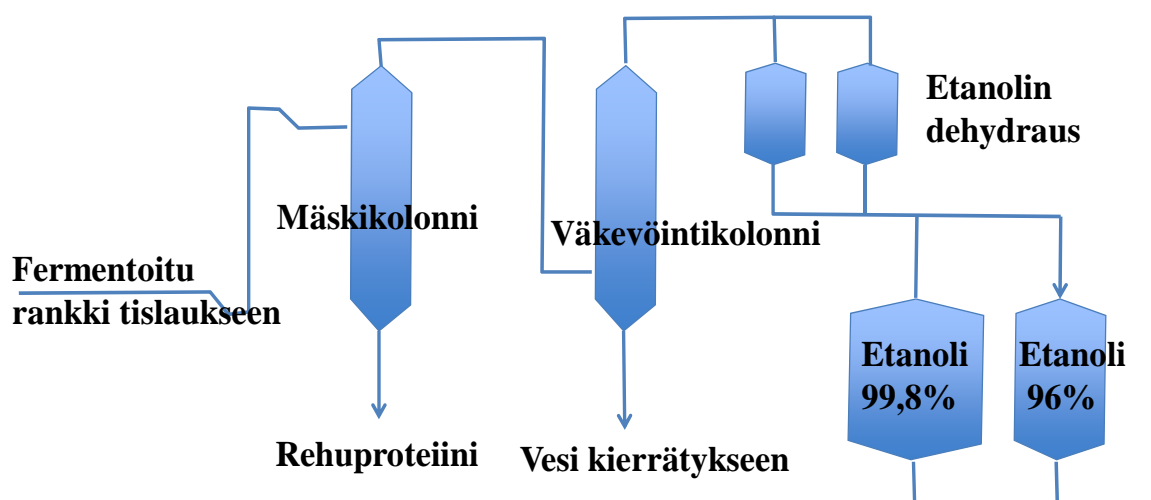 Etanolin
dehydraus
Mäskikolonni
Väkevöintikolonni
Fermentoitu
rankki tislaukseen
Etanoli
99,8%
Etanoli
96%
Rehuproteiini
Vesi kierrätykseen